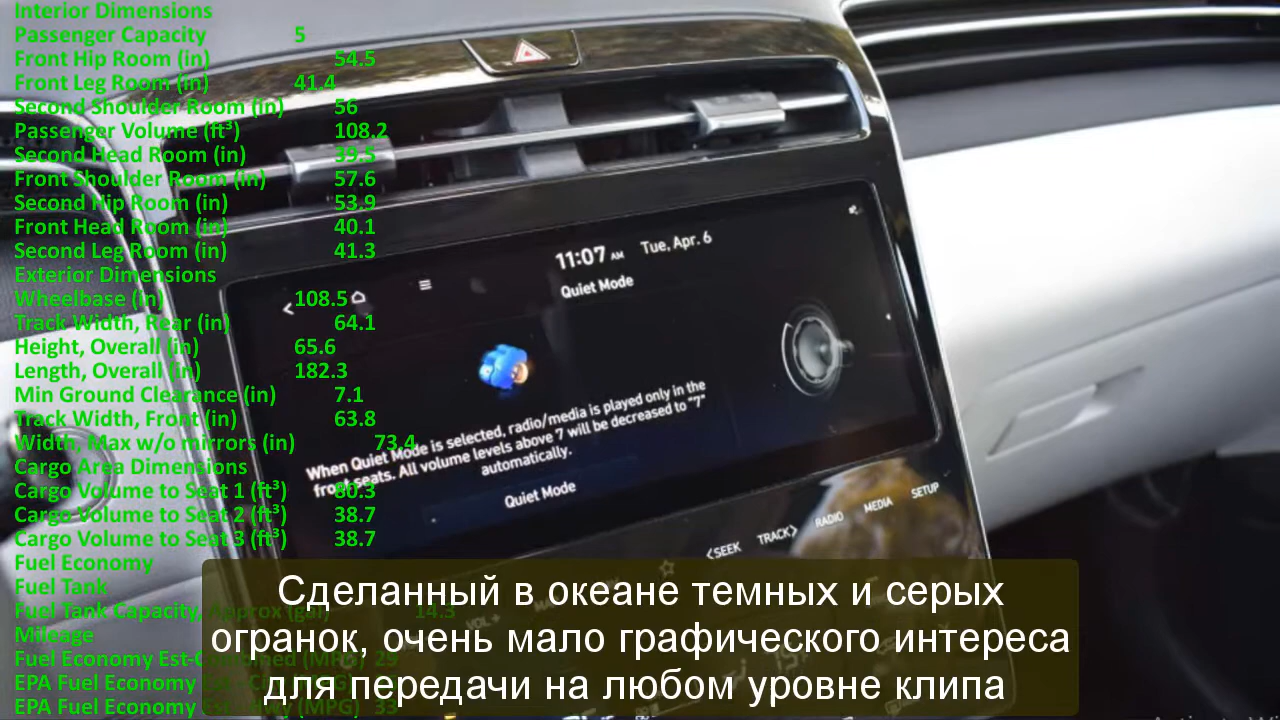 Interior Dimensions
Passenger Capacity 5
Front Hip Room (in) 54.5
Front Leg Room (in) 41.4
Second Shoulder Room (in) 56
Passenger Volume (ft³) 108.2
Second Head Room (in) 39.5
Front Shoulder Room (in) 57.6
Second Hip Room (in) 53.9
Front Head Room (in) 40.1
Second Leg Room (in) 41.3
Exterior Dimensions
Wheelbase (in) 108.5
Track Width, Rear (in) 64.1
Height, Overall (in) 65.6
Length, Overall (in) 182.3
Min Ground Clearance (in) 7.1
Track Width, Front (in) 63.8
Width, Max w/o mirrors (in) 73.4
Cargo Area Dimensions
Cargo Volume to Seat 1 (ft³) 80.3
Cargo Volume to Seat 2 (ft³) 38.7
Cargo Volume to Seat 3 (ft³) 38.7
Fuel Economy
Fuel Tank
Fuel Tank Capacity, Approx (gal) 14.3
Mileage
Fuel Economy Est-Combined (MPG) 29
EPA Fuel Economy Est - City (MPG)
EPA Fuel Economy Est - Hwy (MPG) 33
11:07 AM Tue, Apr. 6
Quiet Mode
When Quiet Mode is selected, radio/media is played only in the
front seats. All volume levels above 7 will be decreased to "7"
automatically.
Quiet Mode
<SEEK TRACK> RADIO MEDIA SETUP
VOL +
Сделанный в океане темных и серых
огранок, очень мало графического интереса
для передачи на любом уровне клипа